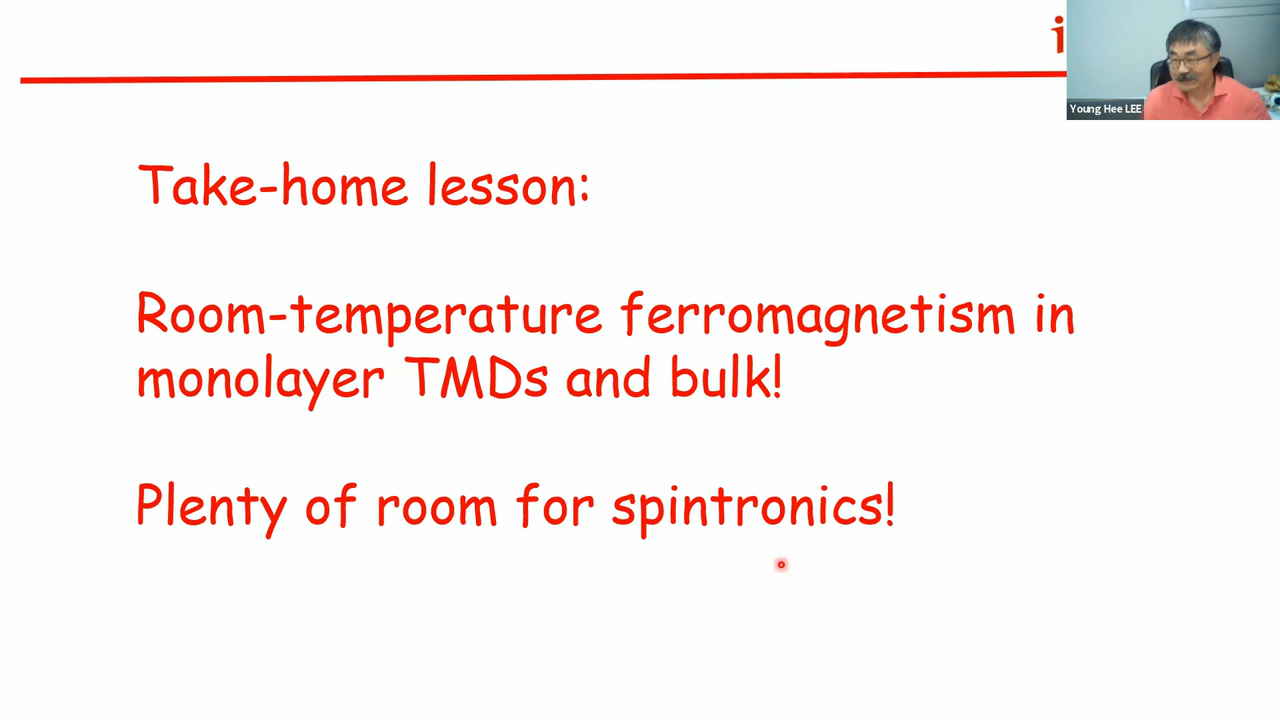 Young Hee LEE
Take-home lesson:
Room-temperature ferromagnetism in
monolayer TMDs and bulk!
Plenty of room for spintronics!